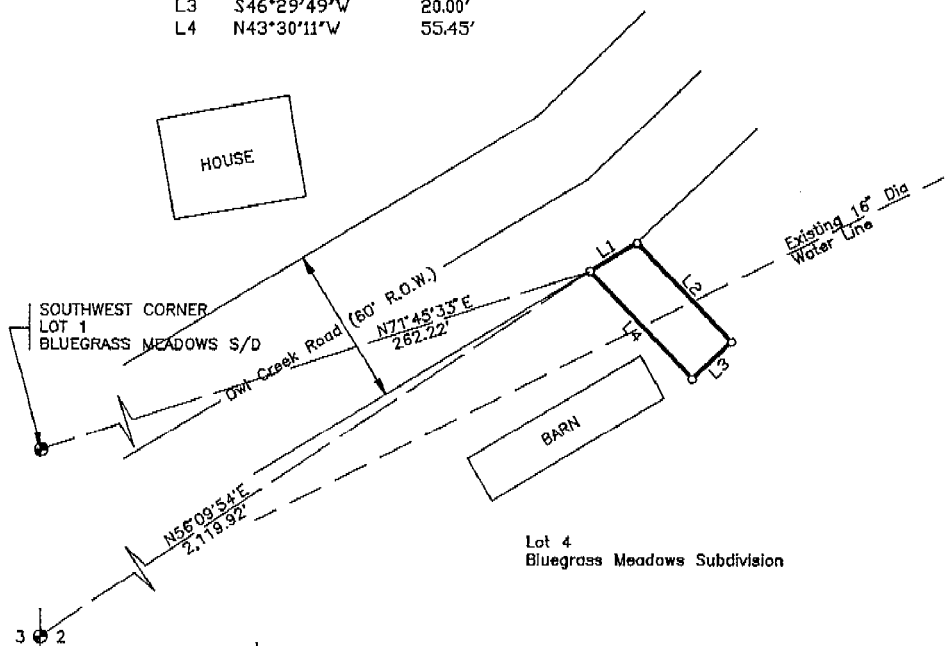 L3 S46°29'49"W 20.00'
L4 N43°30'11"W 55.45'
HOUSE
L1
Existing 16" Dia
Water Line
L2
SOUTHWEST CORNER
LOT 1
BLUEGRASS MEADOWS S/D
Owl Creek Road (60' R.O.W.)
N71°45'33"E
262.22'
L4
L3
BARN
N56°09'54"E
2,119.92'
Lot 4
Bluegrass Meadows Subdivision
3 2